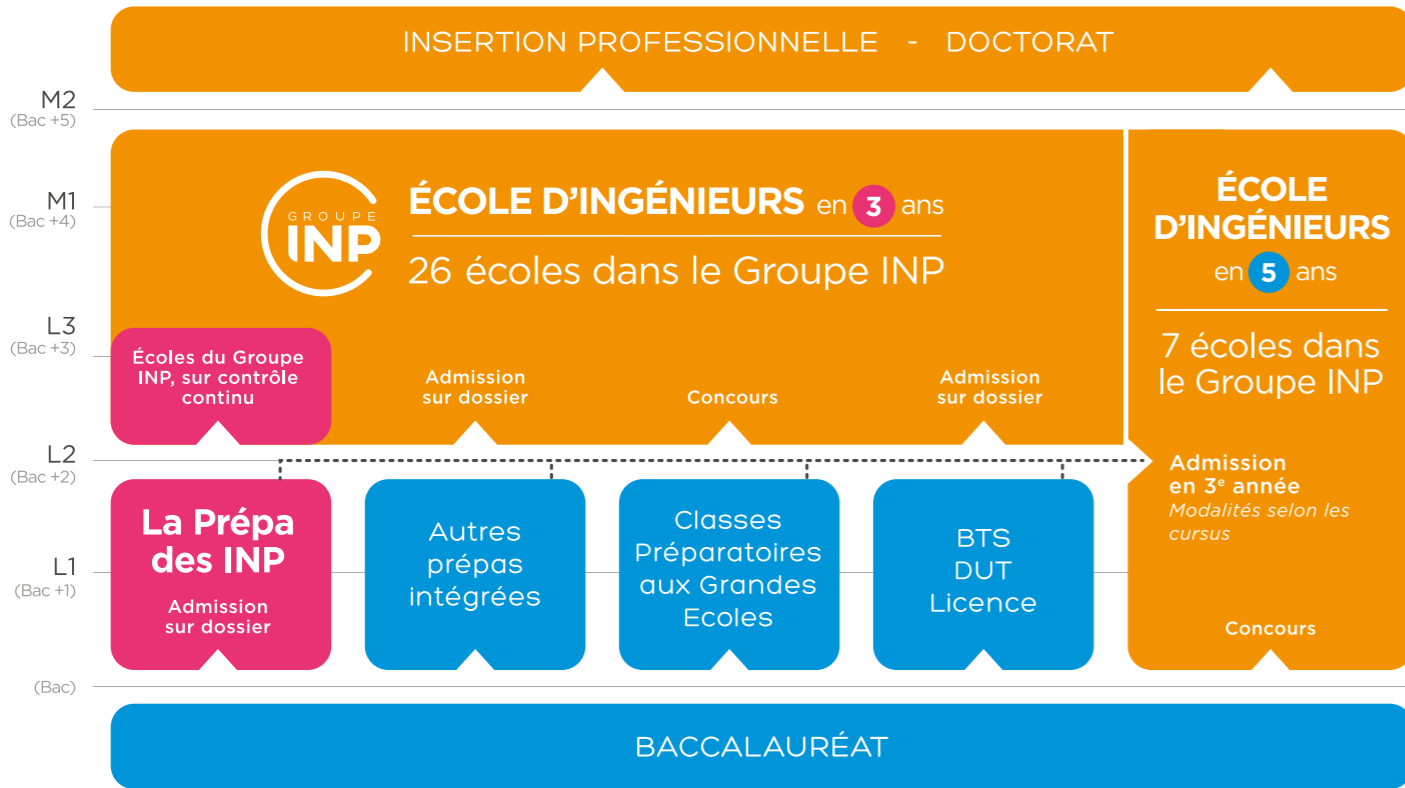 INSERTION PROFESSIONNELLE - DOCTORAT
M2
(Bac +5)
M1
(Bac +4)
GROUPE
INP
ÉCOLE D'INGÉNIEURS en 3 ans
26 écoles dans le Groupe INP
ÉCOLE
D'INGÉNIEURS
en 5 ans
7 écoles dans
le Groupe INP
L3
(Bac +3)
Écoles du Groupe
INP, sur contrôle
continu
Admission
sur dossier
Concours
Admission
sur dossier
L2
(Bac +2)
Admission
en 3e année
Modalités selon les
cursus
La Prépa
des INP
Admission
sur dossier
Autres
prépas
intégrées
Classes
Préparatoires
aux Grandes
Ecoles
BTS
DUT
Licence
L1
(Bac +1)
Concours
(Bac)
BACCALAURÉAT